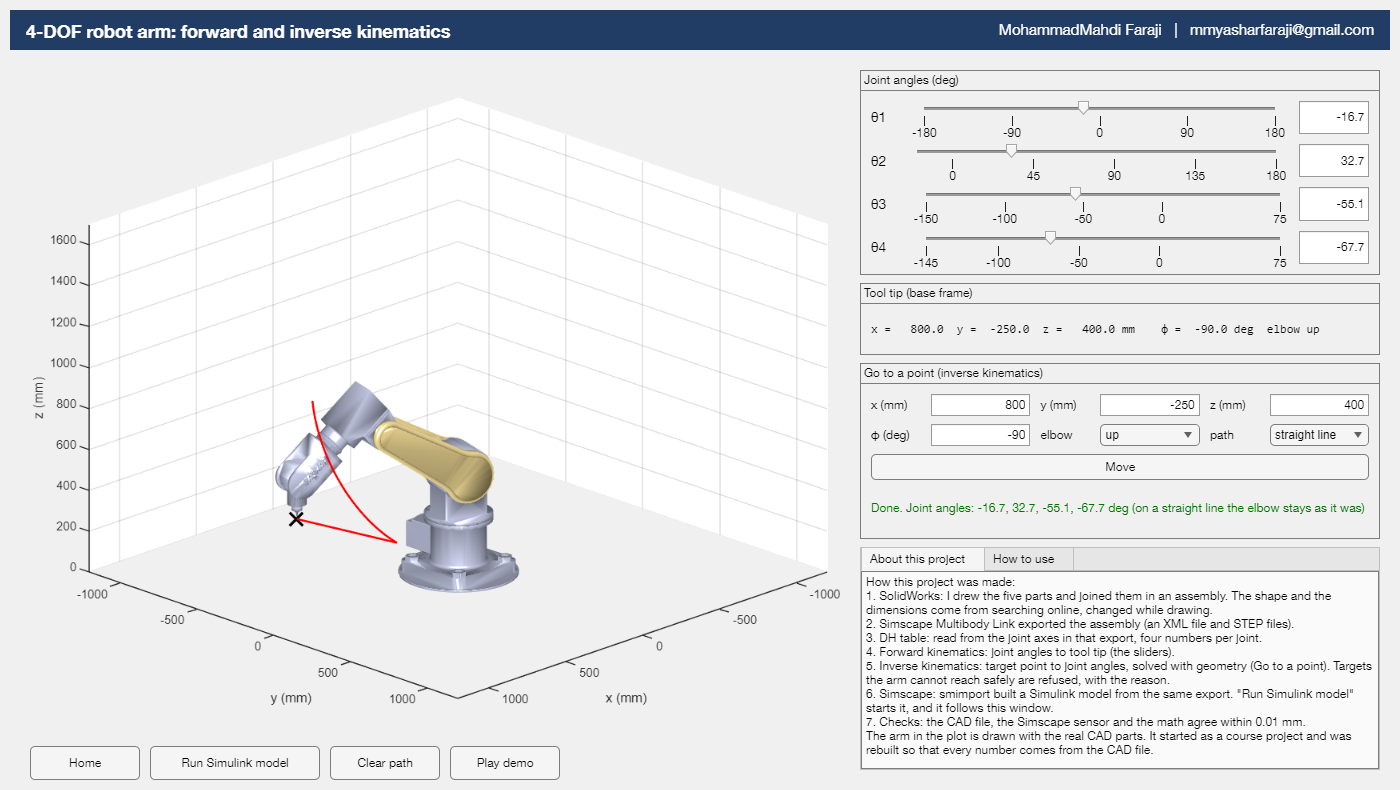 4-DOF robot arm: forward and inverse kinematics
MohammadMahdi Faraji | mmyasharfaraji@gmail.com
1600
1400
1200
1000
800
600
400
200
0
z (mm)
-1000
-500
0
500
1000
y (mm)
-1000
-500
0
500
1000
x (mm)
Home
Run Simulink model
Clear path
Play demo
Joint angles (deg)
θ1
-180 -90 0 90 180
-16.7
θ2
0 45 90 135 180
32.7
θ3
-150 -100 -50 0 75
-55.1
θ4
-145 -100 -50 0 75
-67.7
Tool tip (base frame)
x = 800.0 y = -250.0 z = 400.0 mm ϕ = -90.0 deg elbow up
Go to a point (inverse kinematics)
x (mm) 800 y (mm) -250 z (mm) 400
ϕ (deg) -90 elbow up path straight line
Move
Done. Joint angles: -16.7, 32.7, -55.1, -67.7 deg (on a straight line the elbow stays as it was)
About this project How to use
How this project was made:
1. SolidWorks: I drew the five parts and joined them in an assembly. The shape and the
dimensions come from searching online, changed while drawing.
2. Simscape Multibody Link exported the assembly (an XML file and STEP files).
3. DH table: read from the joint axes in that export, four numbers per joint.
4. Forward kinematics: joint angles to tool tip (the sliders).
5. Inverse kinematics: target point to joint angles, solved with geometry (Go to a point). Targets
the arm cannot reach safely are refused, with the reason.
6. Simscape: smimport built a Simulink model from the same export. "Run Simulink model"
starts it, and it follows this window.
7. Checks: the CAD file, the Simscape sensor and the math agree within 0.01 mm.
The arm in the plot is drawn with the real CAD parts. It started as a course project and was
rebuilt so that every number comes from the CAD file.